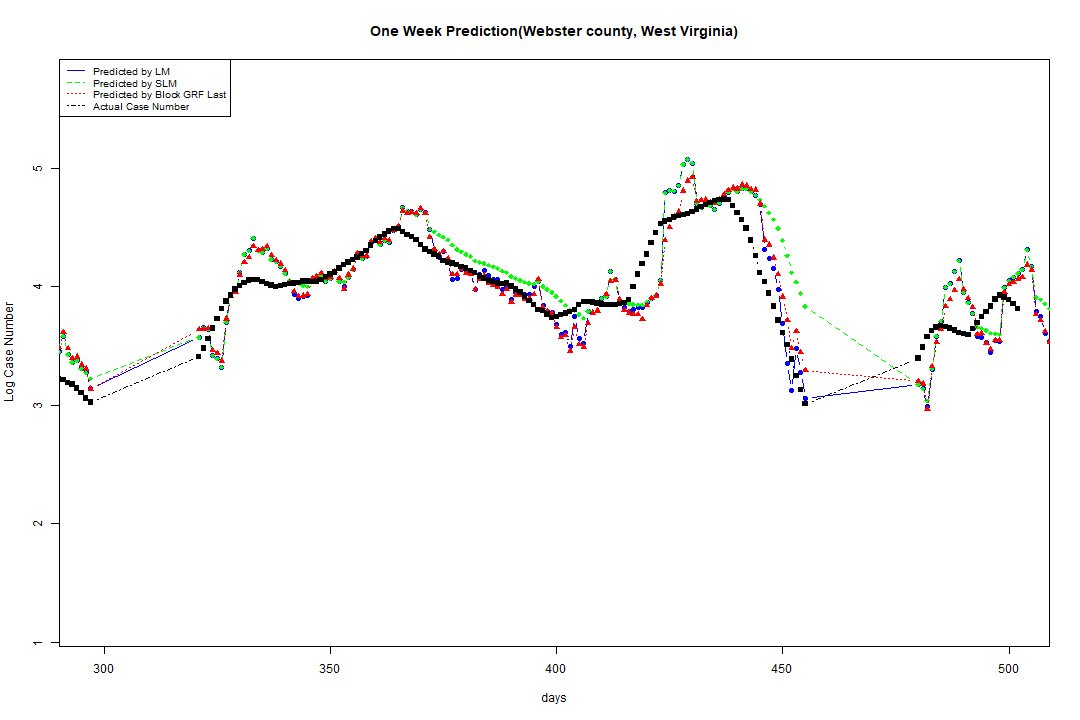 One Week Prediction(Webster county, West Virginia)
Predicted by LM
Predicted by SLM
Predicted by Block GRF Last
Actual Case Number
Log Case Number
5
4
3
2
1
300 350 400 450 500
days